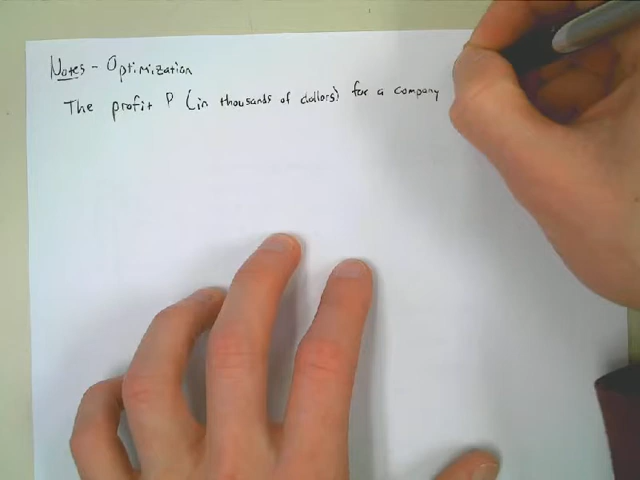 Notes - Optimization
The profit P (in thousands of dollars) for a company